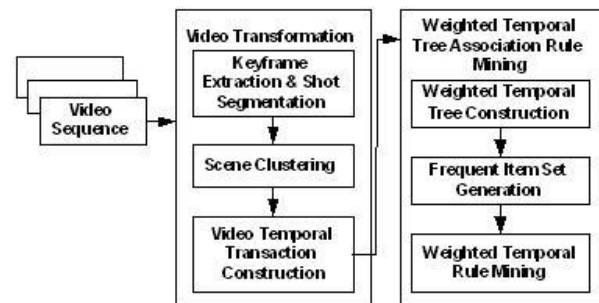 Video
Sequence
Video Transformation
Keyframe
Extraction & Shot
Segmentation
Scene Clustering
Video Temporal
Transaction
Construction
Weighted Temporal
Tree Association Rule
Mining
Weighted Temporal
Tree Construction
Frequent Item Set
Generation
Weighted Temporal
Rule Mining